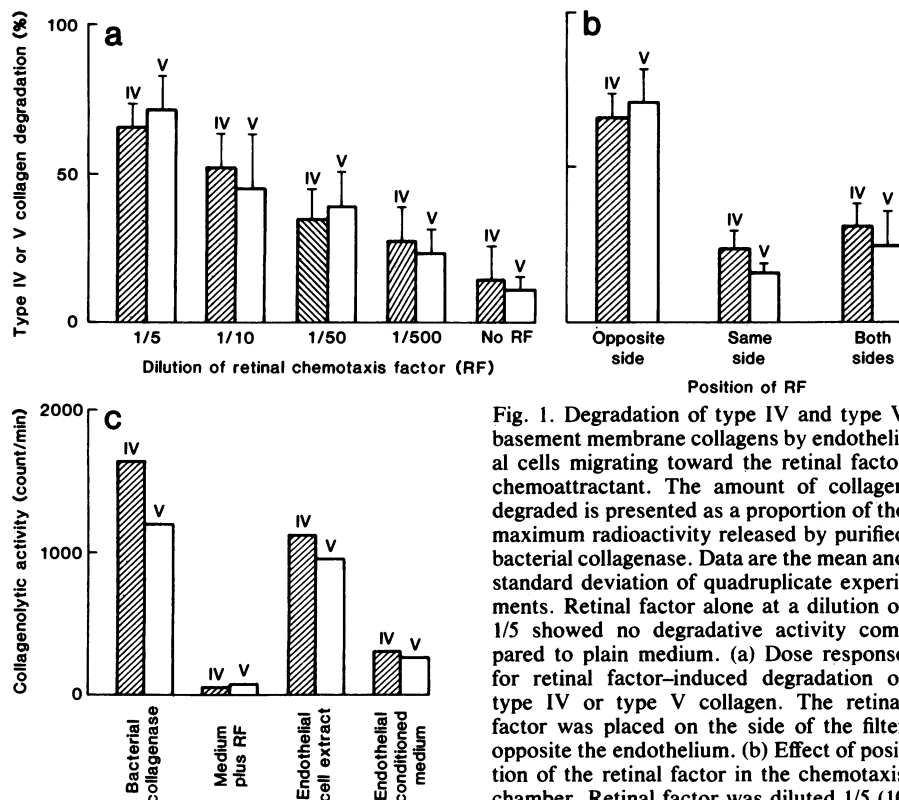 a
Type IV or V collagen degradation (%)
100
50
0
IV V
IV V
IV V
IV V
IV V
1/5 1/10 1/50 1/500 No RF
Dilution of retinal chemotaxis factor (RF)
b
IV V
IV V
IV V
Opposite side
Same side
Both sides
Position of RF
c
Collagenolytic activity (count/min)
2000
1000
0
IV V
IV V
IV V
IV V
Bacterial
collagenase
Medium
plus RF
Endothelial
cell extract
Endothelial
conditioned
medium
Fig. 1. Degradation of type IV and type V
basement membrane collagens by endotheli
al cells migrating toward the retinal facto
chemoattractant. The amount of collagen
degraded is presented as a proportion of the
maximum radioactivity released by purified
bacterial collagenase. Data are the mean and
standard deviation of quadruplicate experi
ments. Retinal factor alone at a dilution o
1/5 showed no degradative activity com
pared to plain medium. (a) Dose response
for retinal factor–induced degradation o
type IV or type V collagen. The retina
factor was placed on the side of the filter
opposite the endothelium. (b) Effect of posi
tion of the retinal factor in the chemotaxis
chamber. Retinal factor was diluted 1/5 (10